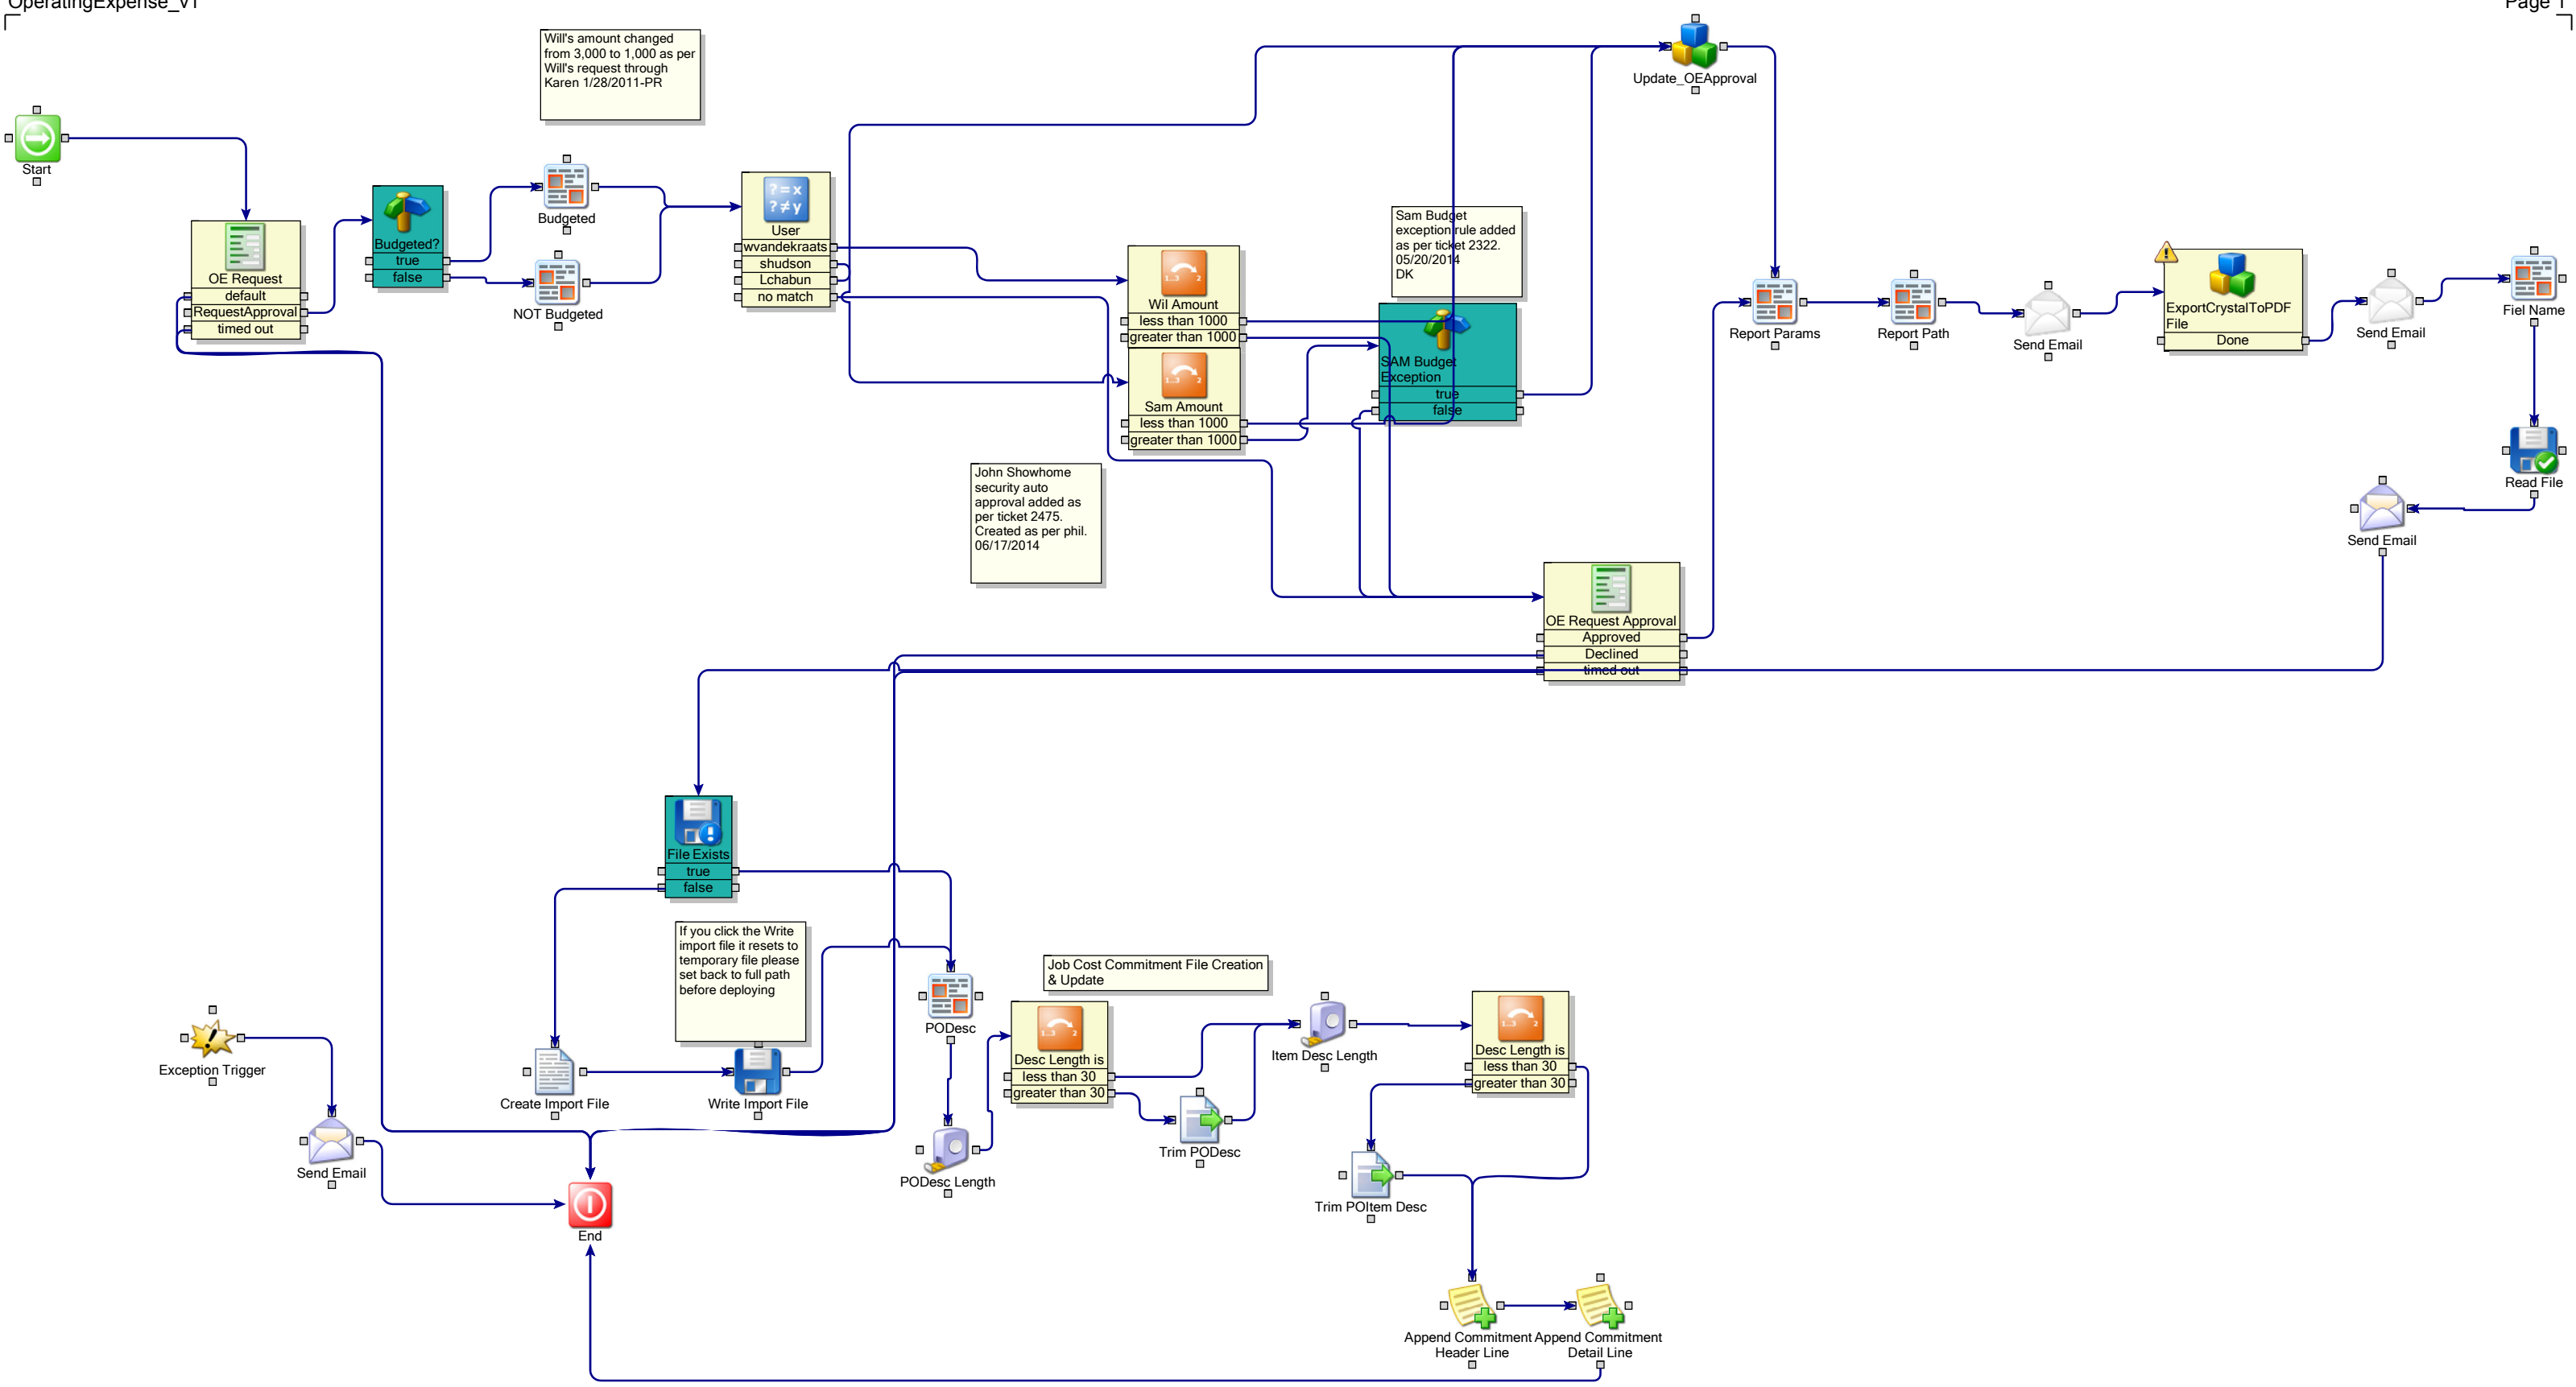 OperatingExpense_v1
Page 1
Will's amount changed
from 3,000 to 1,000 as per
Will's request through
Karen 1/28/2011-PR
Update_OEApproval
Start
OE Request
default
RequestApproval
timed out
Budgeted?
true
false
Budgeted
NOT Budgeted
User
wvandekraats
shudson
Lchabun
no match
Wil Amount
less than 1000
greater than 1000
Sam Amount
less than 1000
greater than 1000
Sam Budget
exception rule added
as per ticket 2322.
05/20/2014
DK
SAM Budget
Exception
true
false
Report Params
Report Path
Send Email
ExportCrystalToPDF
File
Done
Send Email
Fiel Name
Read File
Send Email
John Showhome
security auto
approval added as
per ticket 2475.
Created as per phil.
06/17/2014
OE Request Approval
Approved
Declined
timed out
File Exists
true
false
If you click the Write
import file it resets to
temporary file please
set back to full path
before deploying
Job Cost Commitment File Creation
& Update
Exception Trigger
Send Email
End
Create Import File
Write Import File
PODesc
PODesc Length
Desc Length is
less than 30
greater than 30
Trim PODesc
Item Desc Length
Desc Length is
less than 30
greater than 30
Trim POItem Desc
Append Commitment
Header Line
Append Commitment
Detail Line